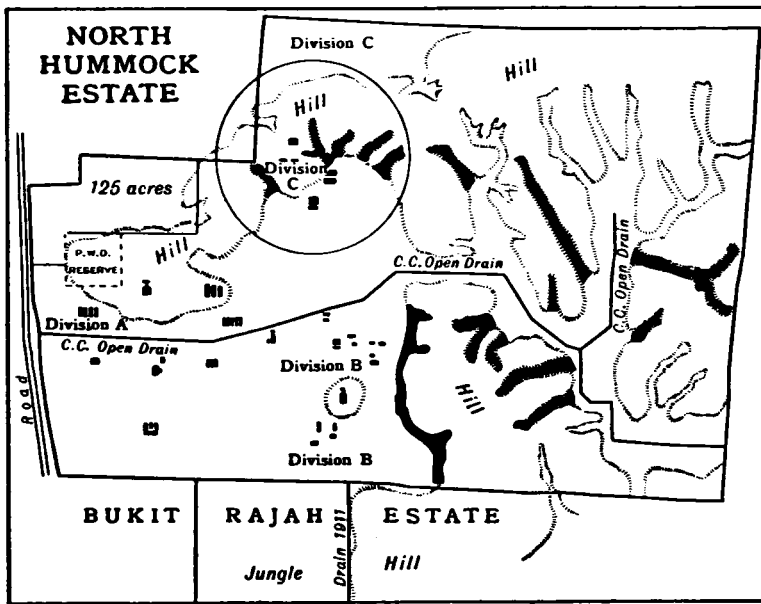 NORTH
HUMMOCK
ESTATE
Division C
Hill
Hill
Division
C
125 acres
P.W.D.
RESERVE
Hill
C.C. Open Drain
C.C. Open Drain
Division A
C.C. Open Drain
Division B
Hill
Road
Division B
BUKIT RAJAH ESTATE
Jungle
Drain 1911
Hill